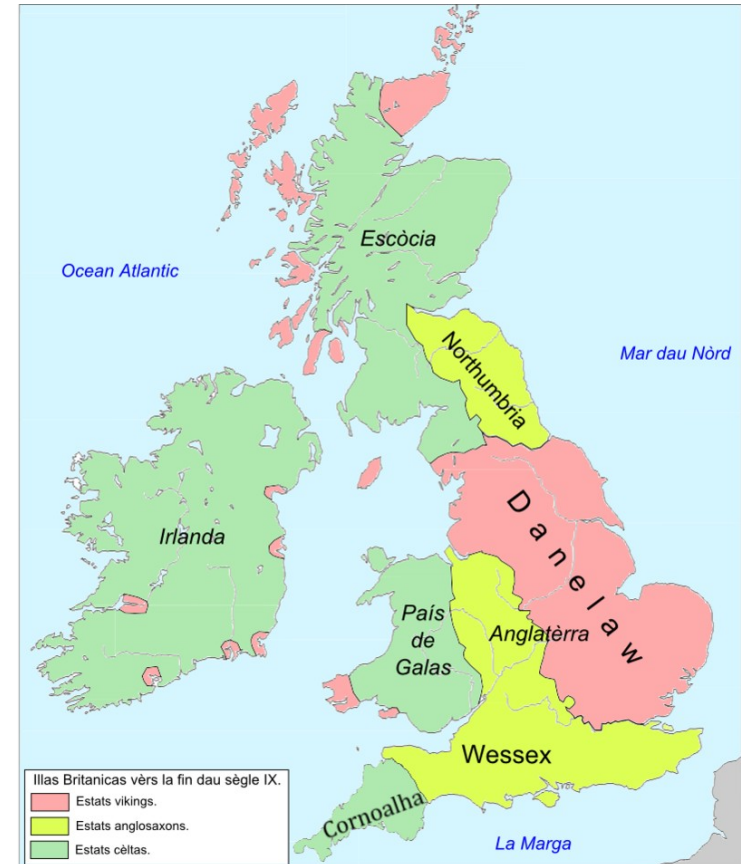 Escòcia
Ocean Atlantic
Northumbria
Mar dau Nòrd
Danelaw
Irlanda
País
de
Galas
Anglatèrra
Wessex
Cornoalha
La Marga
Illas Britanicas vèrs la fin dau sègle IX.
Estats vikings.
Estats anglosaxons.
Estats cèltas.